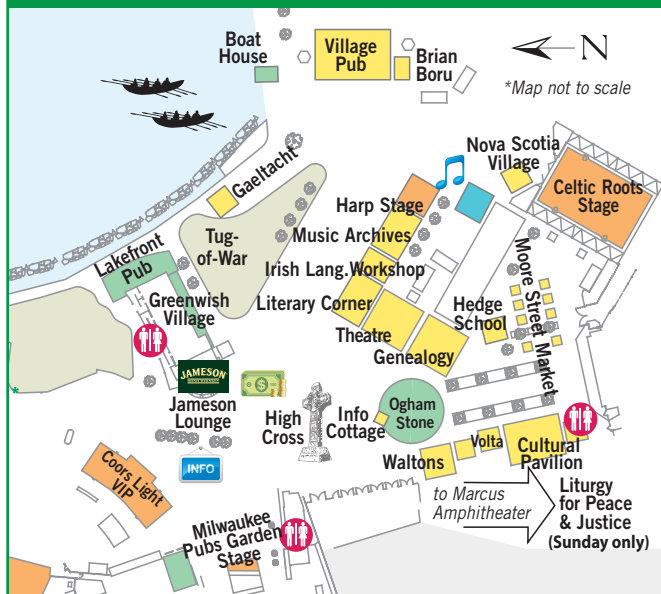 Boat
House
Village
Pub
Brian
Boru
N
*Map not to scale
Nova Scotia
Village
Celtic Roots
Stage
Gaeltacht
Harp Stage
Tug-
of-War
Music Archives
Lakefront
Pub
Irish Lang.Workshop
Greenwish
Village
Literary Corner
Theatre
Hedge
School
Moore Street Market
Genealogy
JAMESON
Jameson
Lounge
High
Cross
Info
Cottage
Ogham
Stone
Volta
Waltons
Cultural
Pavilion
INFO
Coors Light
VIP
to Marcus
Amphitheater
Liturgy
for Peace
& Justice
(Sunday only)
Milwaukee
Pubs Garden
Stage